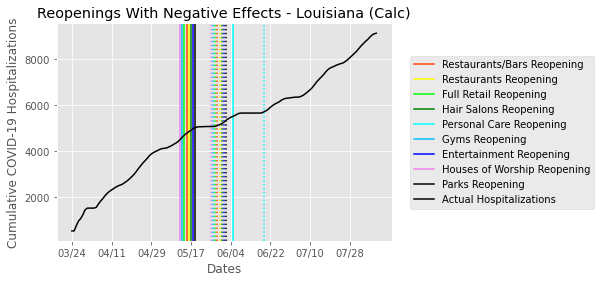 Reopenings With Negative Effects - Louisiana (Calc)
Cumulative COVID-19 Hospitalizations
8000
6000
4000
2000
03/24 04/11 04/29 05/17 06/04 06/22 07/10 07/28
Dates
Restaurants/Bars Reopening
Restaurants Reopening
Full Retail Reopening
Hair Salons Reopening
Personal Care Reopening
Gyms Reopening
Entertainment Reopening
Houses of Worship Reopening
Parks Reopening
Actual Hospitalizations